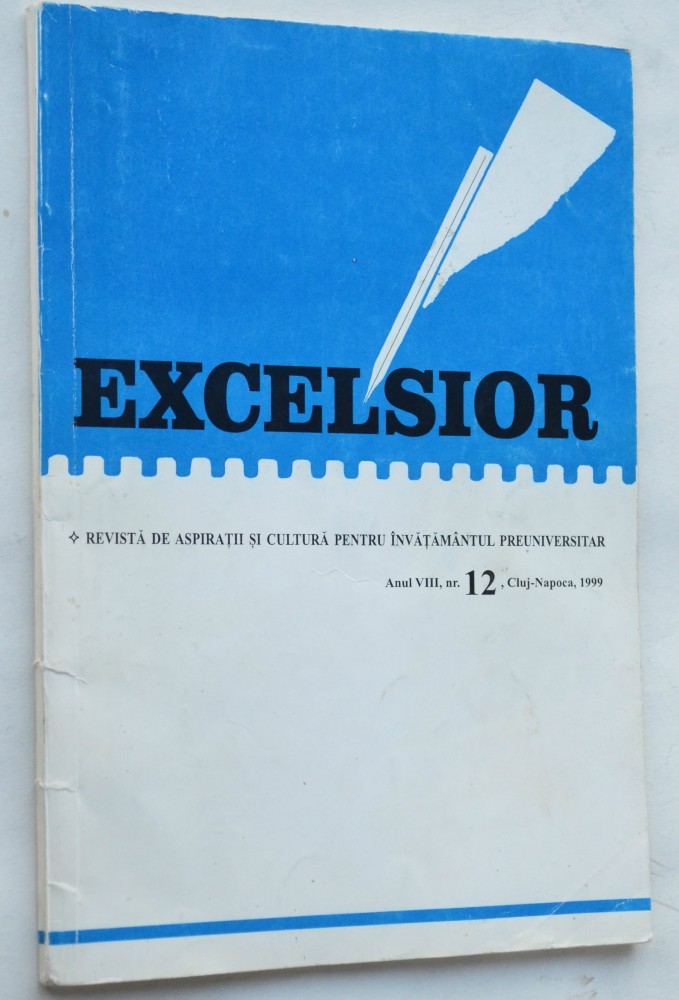 EXCELSIOR
✧ REVISTĂ DE ASPIRAȚII ȘI CULTURĂ PENTRU ÎNVĂȚĂMÂNTUL PREUNIVERSITAR
Anul VIII, nr. 12 , Cluj-Napoca, 1999